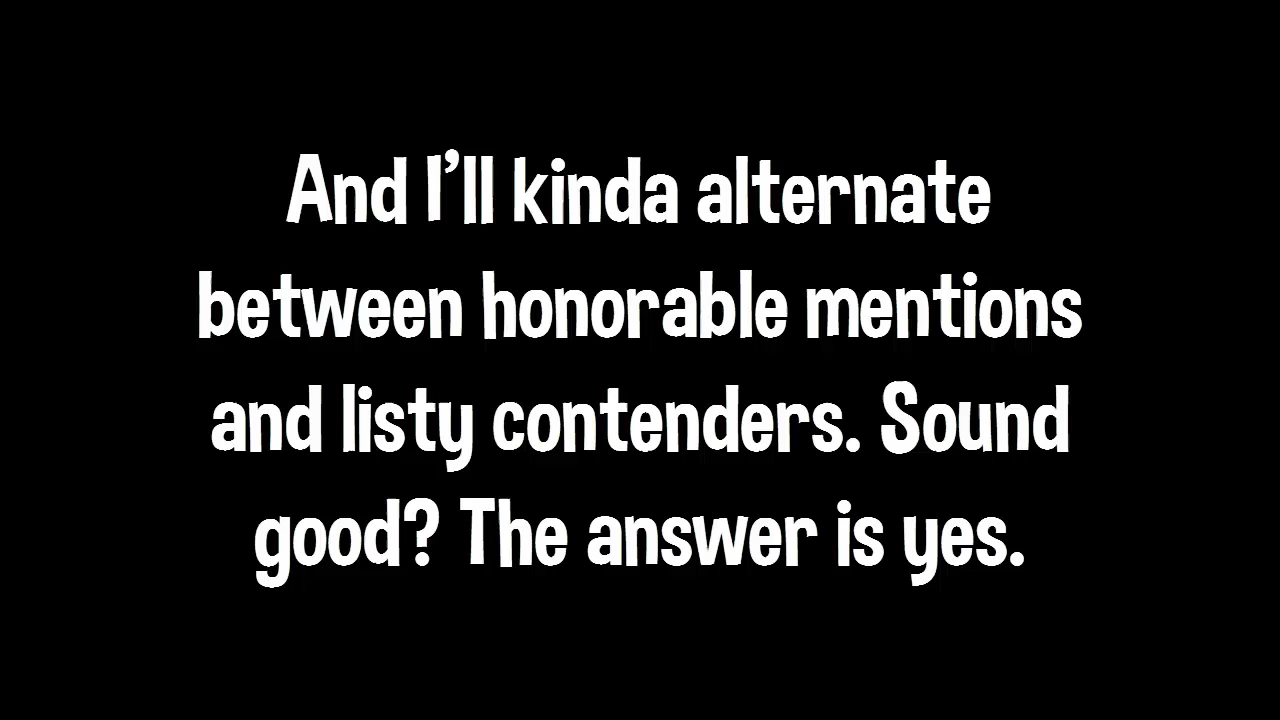 And I’ll kinda alternate
between honorable mentions
and listy contenders. Sound
good? The answer is yes.